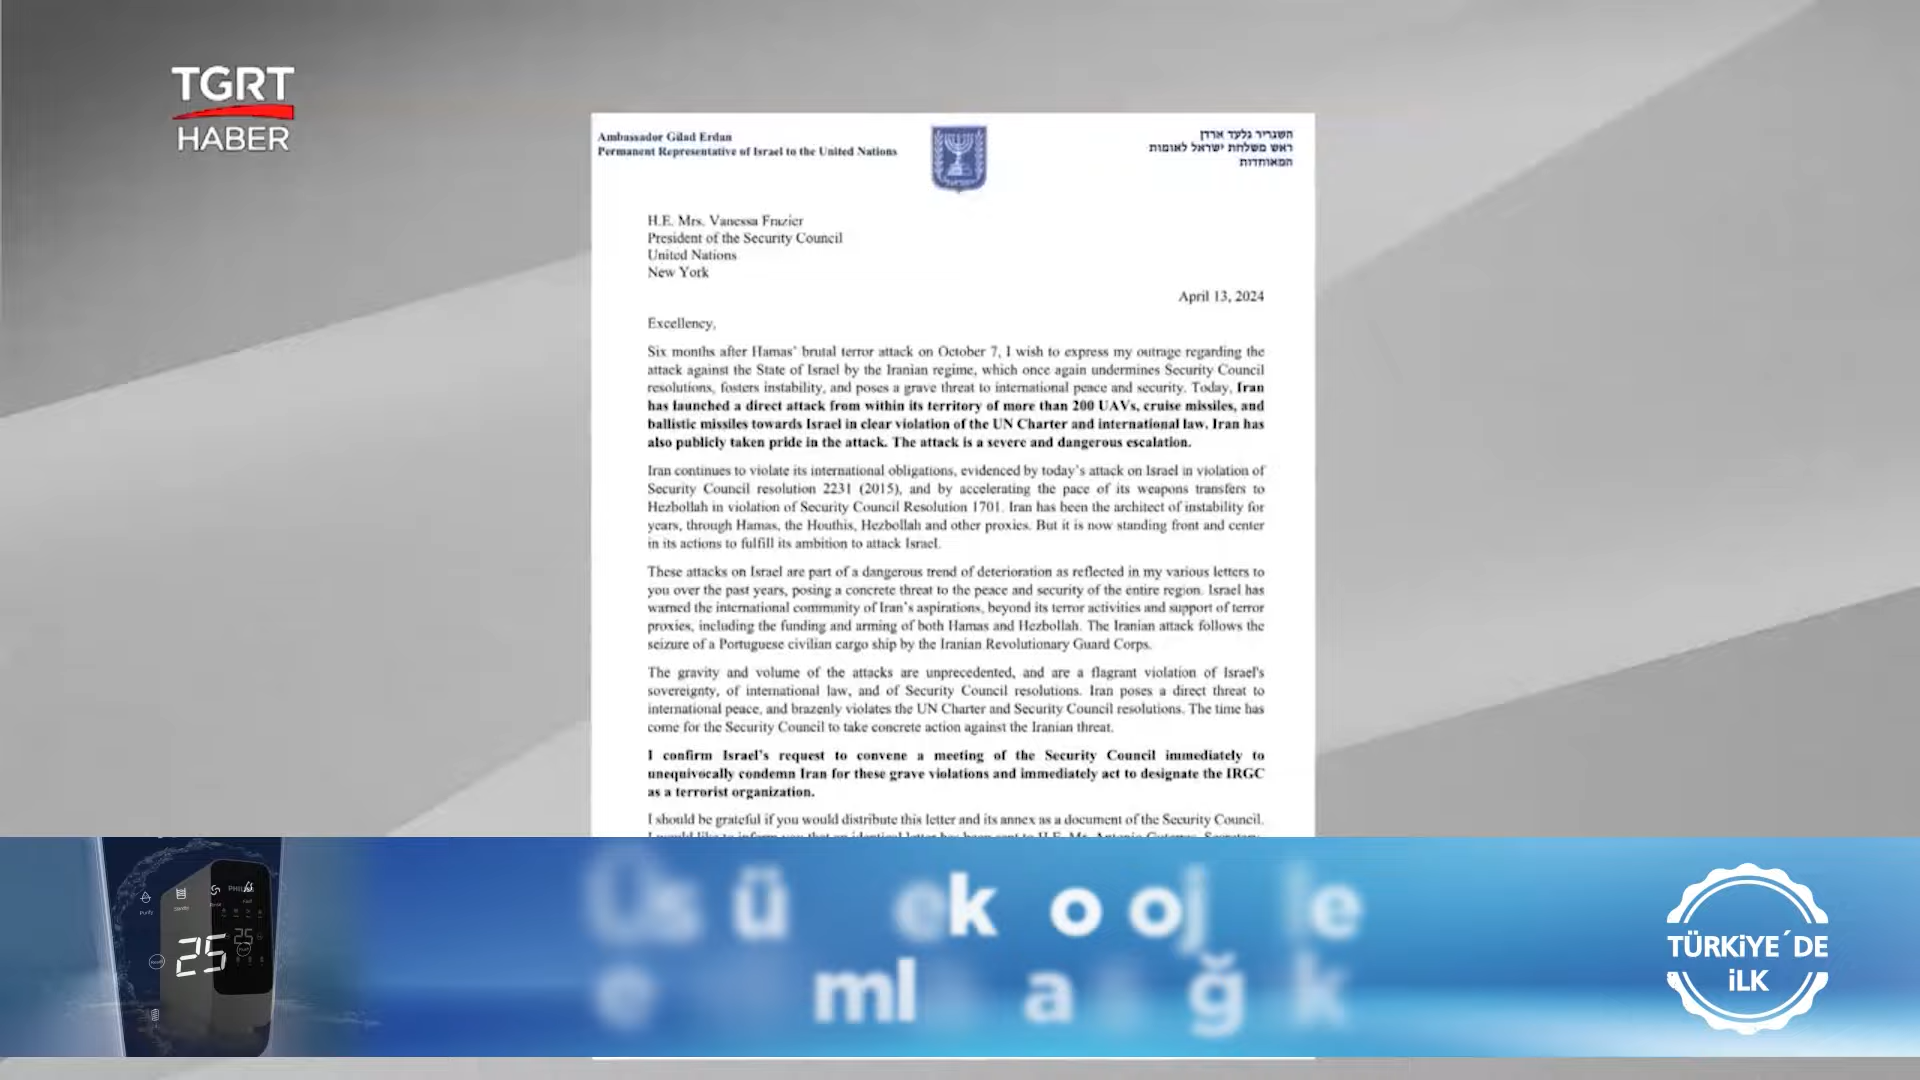 TGRT
HABER
Ambassador Gilad Erdan
Permanent Representative of Israel to the United Nations
השגריר גלעד ארדן
ראש משלחת ישראל לאומות
המאוחדות
H.E. Mrs. Vanessa Frazier
President of the Security Council
United Nations
New York
April 13, 2024
Excellency,
Six months after Hamas' brutal terror attack on October 7, I wish to express my outrage regarding the
attack against the State of Israel by the Iranian regime, which once again undermines Security Council
resolutions, fosters instability, and poses a grave threat to international peace and security. Today, Iran
has launched a direct attack from within its territory of more than 200 UAVs, cruise missiles, and
ballistic missiles towards Israel in clear violation of the UN Charter and international law. Iran has
also publicly taken pride in the attack. The attack is a severe and dangerous escalation.
Iran continues to violate its international obligations, evidenced by today's attack on Israel in violation of
Security Council resolution 2231 (2015), and by accelerating the pace of its weapons transfers to
Hezbollah in violation of Security Council Resolution 1701. Iran has been the architect of instability for
years, through Hamas, the Houthis, Hezbollah and other proxies. But it is now standing front and center
in its actions to fulfill its ambition to attack Israel.
These attacks on Israel are part of a dangerous trend of deterioration as reflected in my various letters to
you over the past years, posing a concrete threat to the peace and security of the entire region. Israel has
warned the international community of Iran's aspirations, beyond its terror activities and support of terror
proxies, including the funding and arming of both Hamas and Hezbollah. The Iranian attack follows the
seizure of a Portuguese civilian cargo ship by the Iranian Revolutionary Guard Corps.
The gravity and volume of the attacks are unprecedented, and are a flagrant violation of Israel's
sovereignty, of international law, and of Security Council resolutions. Iran poses a direct threat to
international peace, and brazenly violates the UN Charter and Security Council resolutions. The time has
come for the Security Council to take concrete action against the Iranian threat.
I confirm Israel's request to convene a meeting of the Security Council immediately to
unequivocally condemn Iran for these grave violations and immediately act to designate the IRGC
as a terrorist organization.
I should be grateful if you would distribute this letter and its annex as a document of the Security Council.
25
TÜRKİYE´DE
İLK